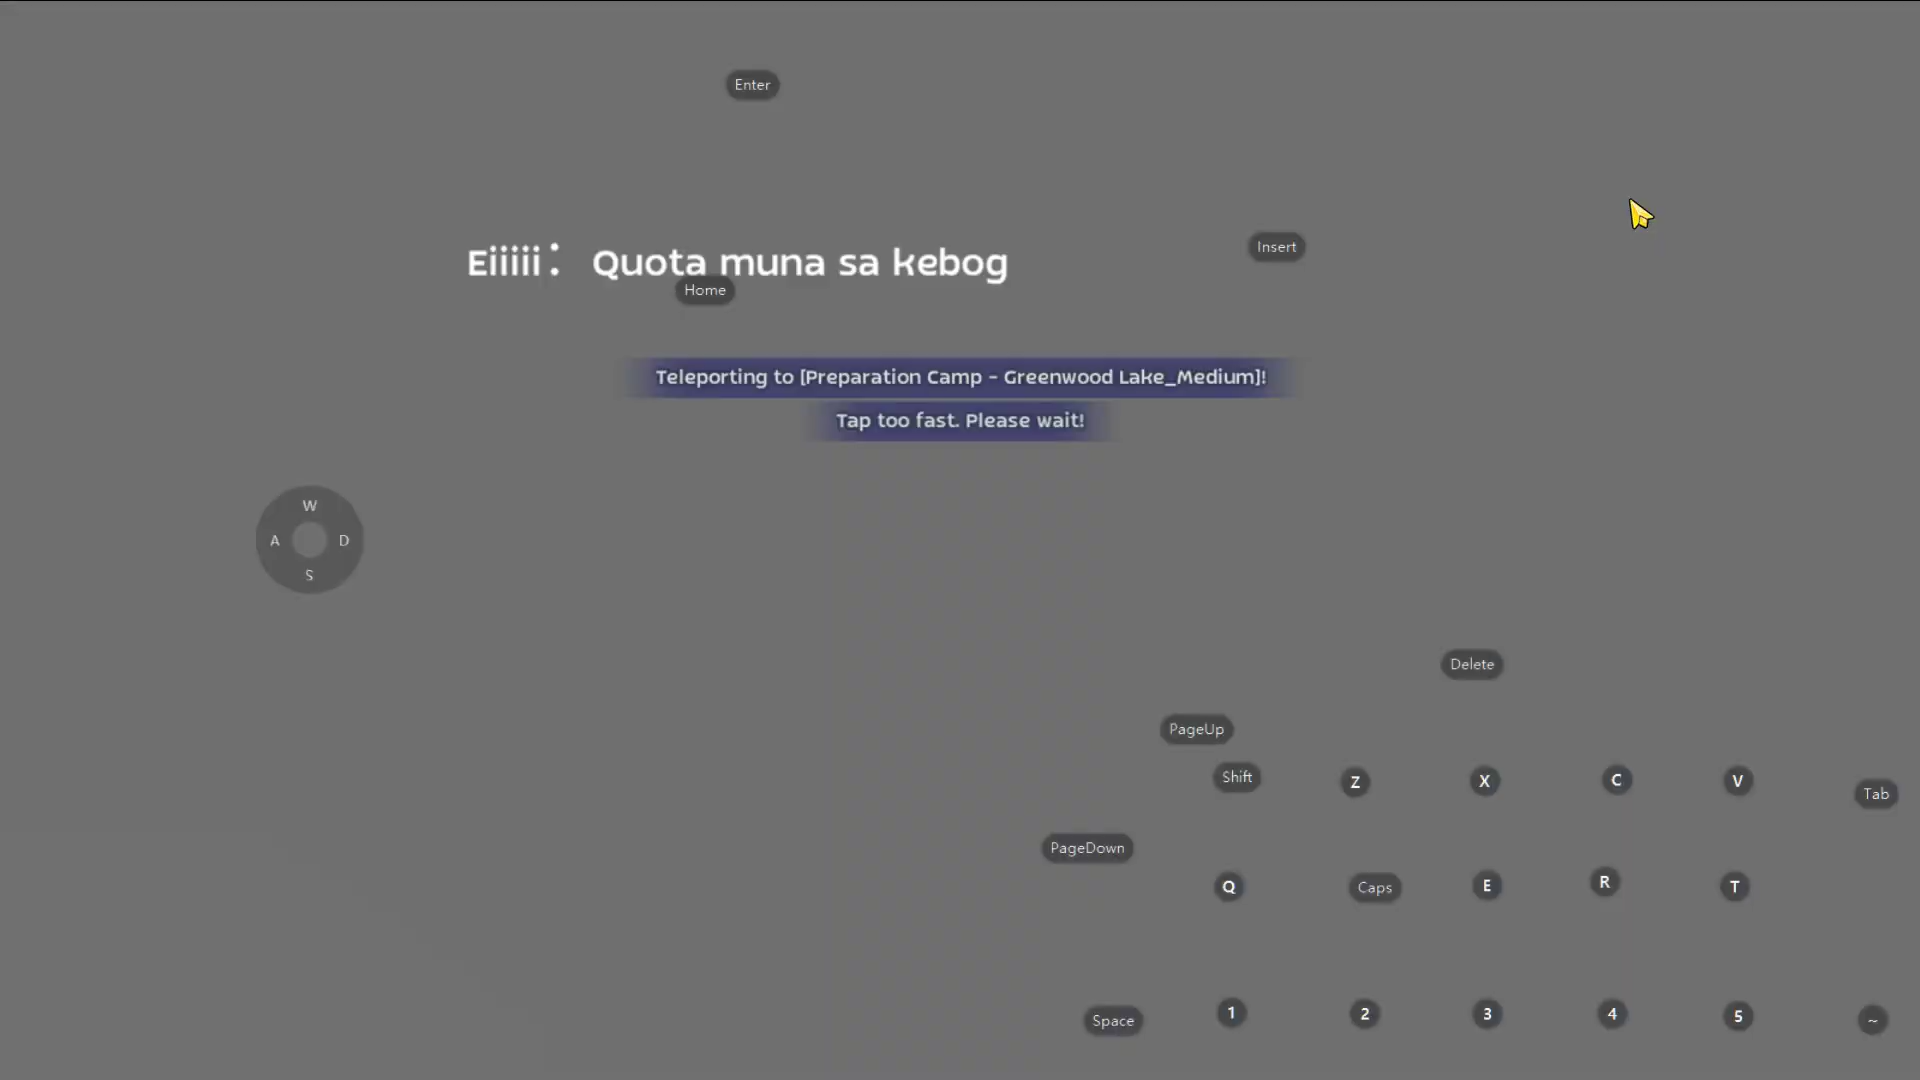 Enter
Eiiiii： Quota muna sa kebog
Insert
Home
Teleporting to [Preparation Camp - Greenwood Lake_Medium]!
Tap too fast. Please wait!
W
A D
S
Delete
PageUp
Shift Z X C V Tab
PageDown
Q Caps E R T
Space 1 2 3 4 5 ~